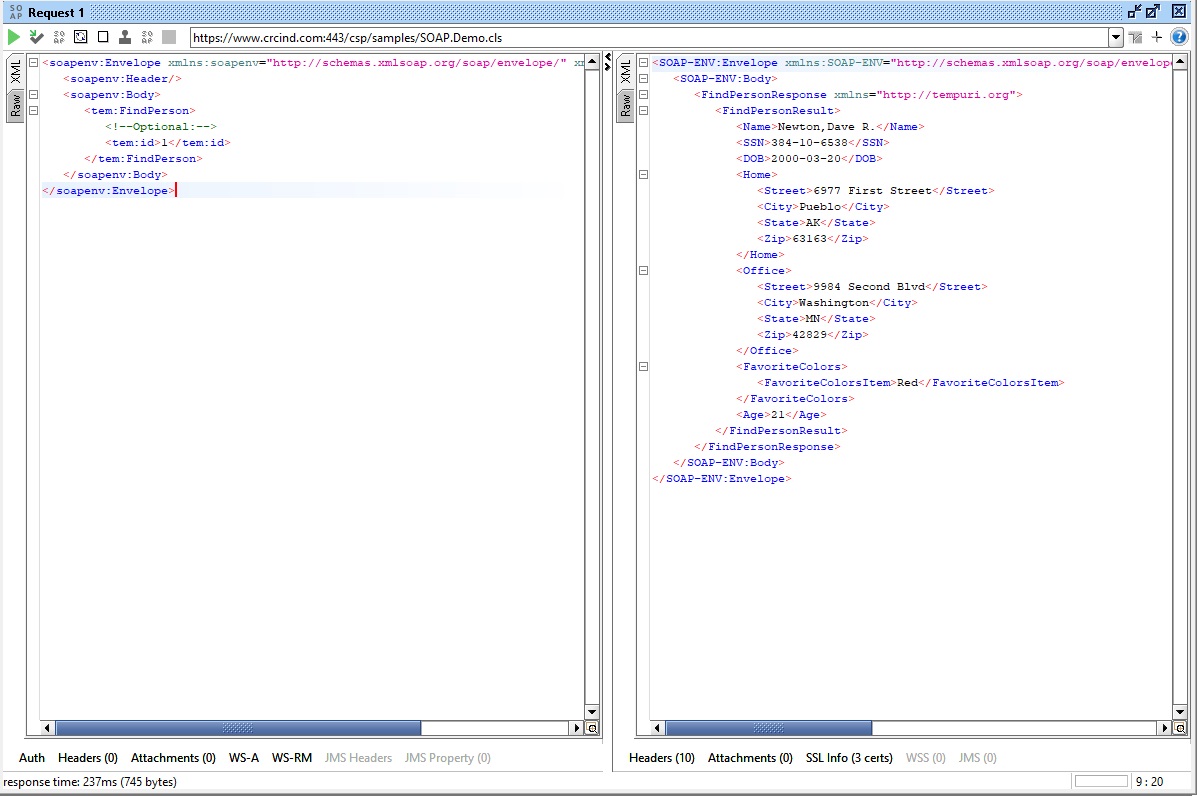 SO
AP Request 1
SO
AP
SO
AP
https://www.crcind.com:443/csp/samples/SOAP.Demo.cls
XML
Raw
<soapenv:Envelope xmlns:soapenv="http://schemas.xmlsoap.org/soap/envelope/" xm
<soapenv:Header/>
<soapenv:Body>
<tem:FindPerson>
<!--Optional:-->
<tem:id>1</tem:id>
</tem:FindPerson>
</soapenv:Body>
</soapenv:Envelope>
XML
Raw
<SOAP-ENV:Envelope xmlns:SOAP-ENV="http://schemas.xmlsoap.org/soap/envelope
<SOAP-ENV:Body>
<FindPersonResponse xmlns="http://tempuri.org">
<FindPersonResult>
<Name>Newton,Dave R.</Name>
<SSN>384-10-6538</SSN>
<DOB>2000-03-20</DOB>
<Home>
<Street>6977 First Street</Street>
<City>Pueblo</City>
<State>AK</State>
<Zip>63163</Zip>
</Home>
<Office>
<Street>9984 Second Blvd</Street>
<City>Washington</City>
<State>MN</State>
<Zip>42829</Zip>
</Office>
<FavoriteColors>
<FavoriteColorsItem>Red</FavoriteColorsItem>
</FavoriteColors>
<Age>21</Age>
</FindPersonResult>
</FindPersonResponse>
</SOAP-ENV:Body>
</SOAP-ENV:Envelope>
Auth Headers (0) Attachments (0) WS-A WS-RM JMS Headers JMS Property (0)
Headers (10) Attachments (0) SSL Info (3 certs) WSS (0) JMS (0)
response time: 237ms (745 bytes)
9 : 20